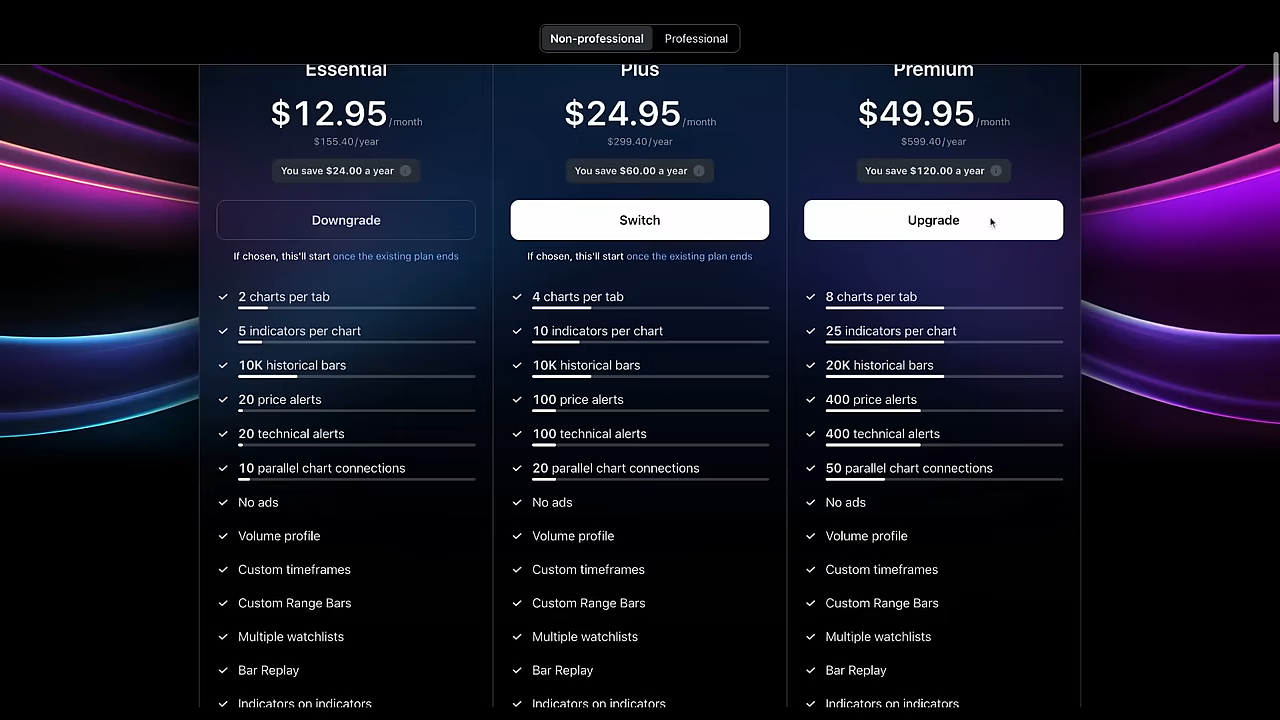 Non-professional
Professional
Essential
$12.95 /month
$155.40/year
You save $24.00 a year
Downgrade
If chosen, this'll start once the existing plan ends
2 charts per tab
5 indicators per chart
10K historical bars
20 price alerts
20 technical alerts
10 parallel chart connections
No ads
Volume profile
Custom timeframes
Custom Range Bars
Multiple watchlists
Bar Replay
Indicators on indicators
Plus
$24.95 /month
$299.40/year
You save $60.00 a year
Switch
If chosen, this'll start once the existing plan ends
4 charts per tab
10 indicators per chart
10K historical bars
100 price alerts
100 technical alerts
20 parallel chart connections
No ads
Volume profile
Custom timeframes
Custom Range Bars
Multiple watchlists
Bar Replay
Indicators on indicators
Premium
$49.95 /month
$599.40/year
You save $120.00 a year
Upgrade
8 charts per tab
25 indicators per chart
20K historical bars
400 price alerts
400 technical alerts
50 parallel chart connections
No ads
Volume profile
Custom timeframes
Custom Range Bars
Multiple watchlists
Bar Replay
Indicators on indicators